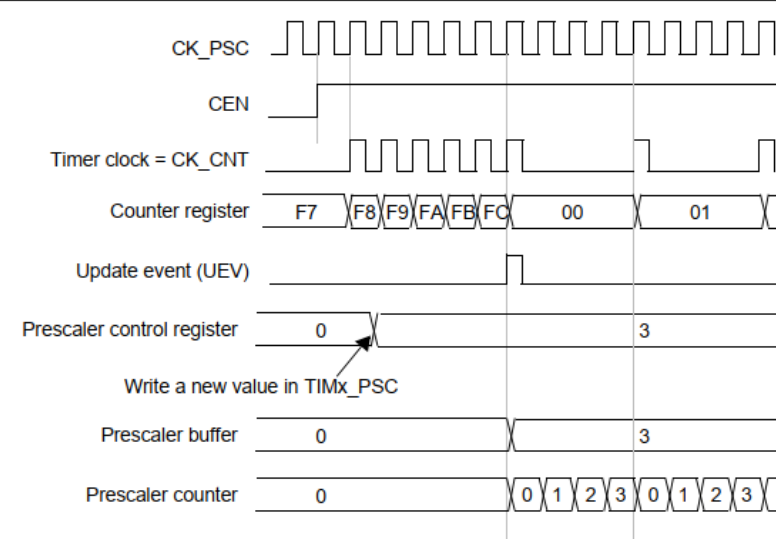 CK_PSC
CEN
Timer clock = CK_CNT
Counter register F7 F8 F9 FA FB FC 00 01
Update event (UEV)
Prescaler control register 0 3
Write a new value in TIMx_PSC
Prescaler buffer 0 3
Prescaler counter 0 0 1 2 3 0 1 2 3